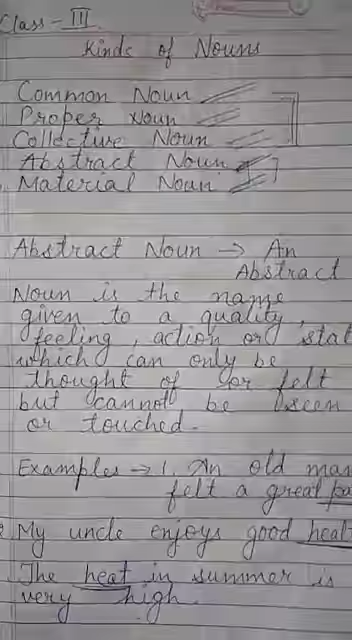 Class - III
Kinds of Nouns
Common Noun
Proper Noun
Collective Noun
Abstract Noun
Material Noun
Abstract Noun → An
Abstract
Noun is the name
given to a quality,
feeling, action or stat
which can only be
thought of or felt
but cannot be seen
or touched.
Examples → 1. An old man
felt a great pa
2 My uncle enjoys good healt
The heat in summer is
very high.